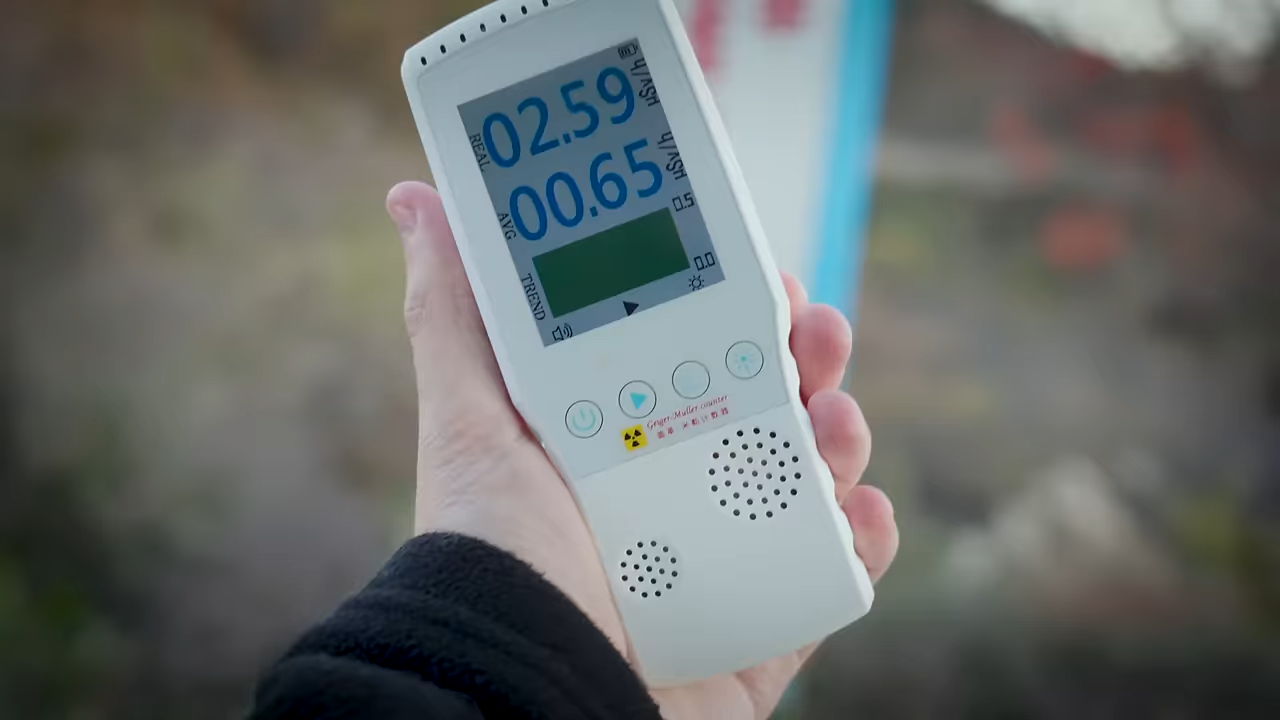 REAL
02.59
μSV/h
AVG
00.65
μSV/h
0.5
TREND
0.0
Geiger-Muller counter